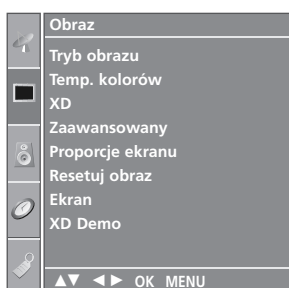 Obraz
Tryb obrazu
Temp. kolorów
XD
Zaawansowany
Proporcje ekranu
Resetuj obraz
Ekran
XD Demo
▲▼ ◄► OK MENU